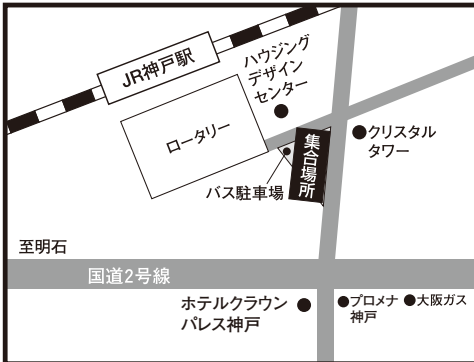 JR神戸駅
ハウジング
デザイン
センター
ロータリー
クリスタル
タワー
集合場所
バス駐車場
至明石
国道2号線
ホテルクラウン
パレス神戸
プロメナ
神戸
大阪ガス